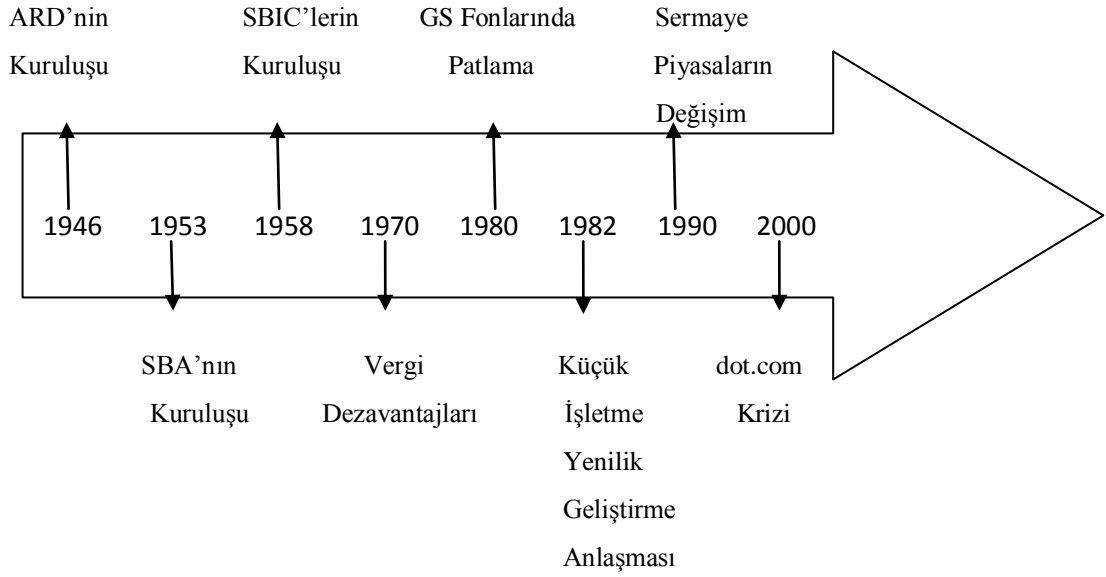 ARD’nin SBIC’lerin GS Fonlarında Sermaye
Kuruluşu Kuruluşu Patlama Piyasaların
Değişim
1946 1953 1958 1970 1980 1982 1990 2000
SBA’nın Vergi Küçük dot.com
Kuruluşu Dezavantajları İşletme Krizi
Yenilik
Geliştirme
Anlaşması